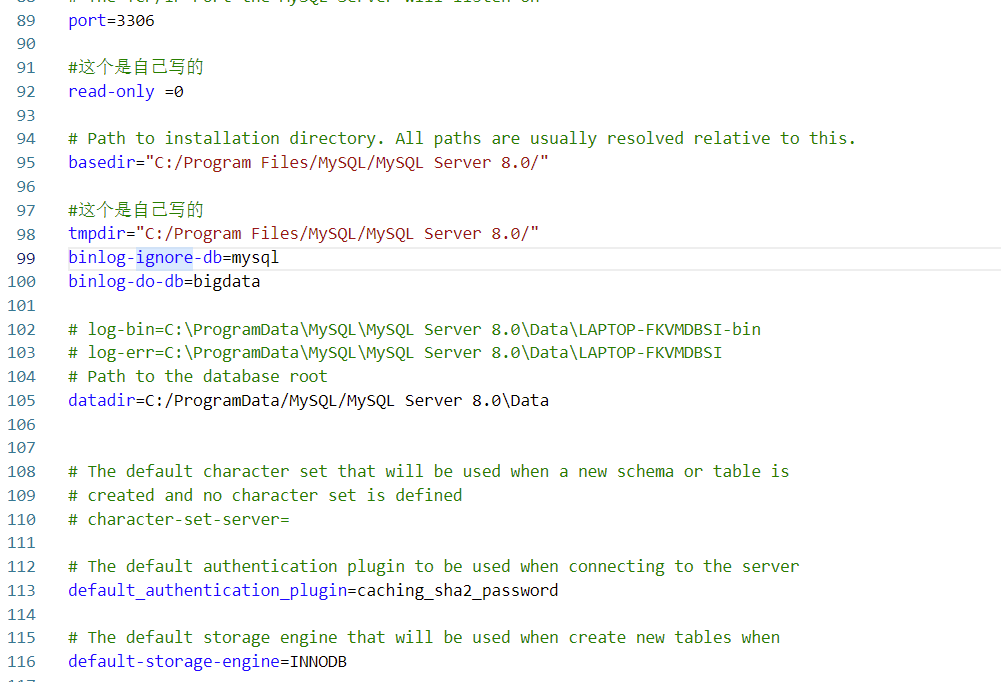 # The TCP/IP Port the MySQL Server will listen on
89 port=3306
90
91 #这个是自己写的
92 read-only =0
93
94 # Path to installation directory. All paths are usually resolved relative to this.
95 basedir="C:/Program Files/MySQL/MySQL Server 8.0/"
96
97 #这个是自己写的
98 tmpdir="C:/Program Files/MySQL/MySQL Server 8.0/"
99 binlog-ignore-db=mysql
100 binlog-do-db=bigdata
101
102 # log-bin=C:\ProgramData\MySQL\MySQL Server 8.0\Data\LAPTOP-FKVMDBSI-bin
103 # log-err=C:\ProgramData\MySQL\MySQL Server 8.0\Data\LAPTOP-FKVMDBSI
104 # Path to the database root
105 datadir=C:/ProgramData/MySQL/MySQL Server 8.0\Data
106
107
108 # The default character set that will be used when a new schema or table is
109 # created and no character set is defined
110 # character-set-server=
111
112 # The default authentication plugin to be used when connecting to the server
113 default_authentication_plugin=caching_sha2_password
114
115 # The default storage engine that will be used when create new tables when
116 default-storage-engine=INNODB